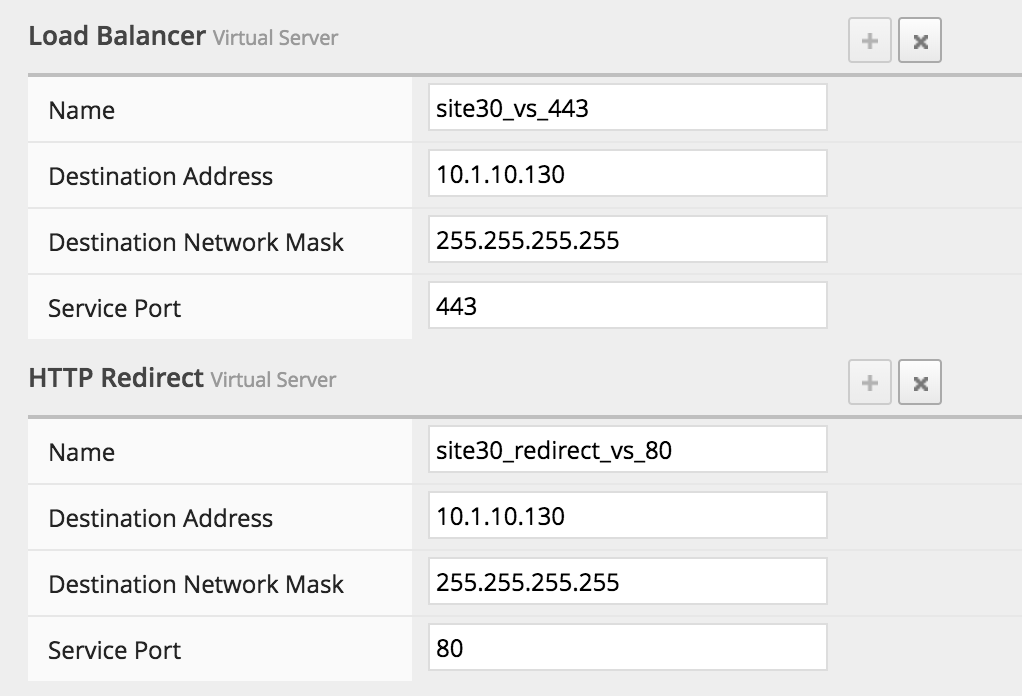 Load Balancer Virtual Server
Name site30_vs_443
Destination Address 10.1.10.130
Destination Network Mask 255.255.255.255
Service Port 443
HTTP Redirect Virtual Server
Name site30_redirect_vs_80
Destination Address 10.1.10.130
Destination Network Mask 255.255.255.255
Service Port 80